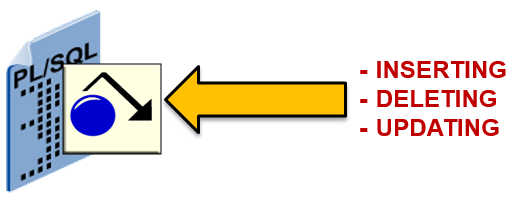 PL/SQL
- INSERTING
- DELETING
- UPDATING